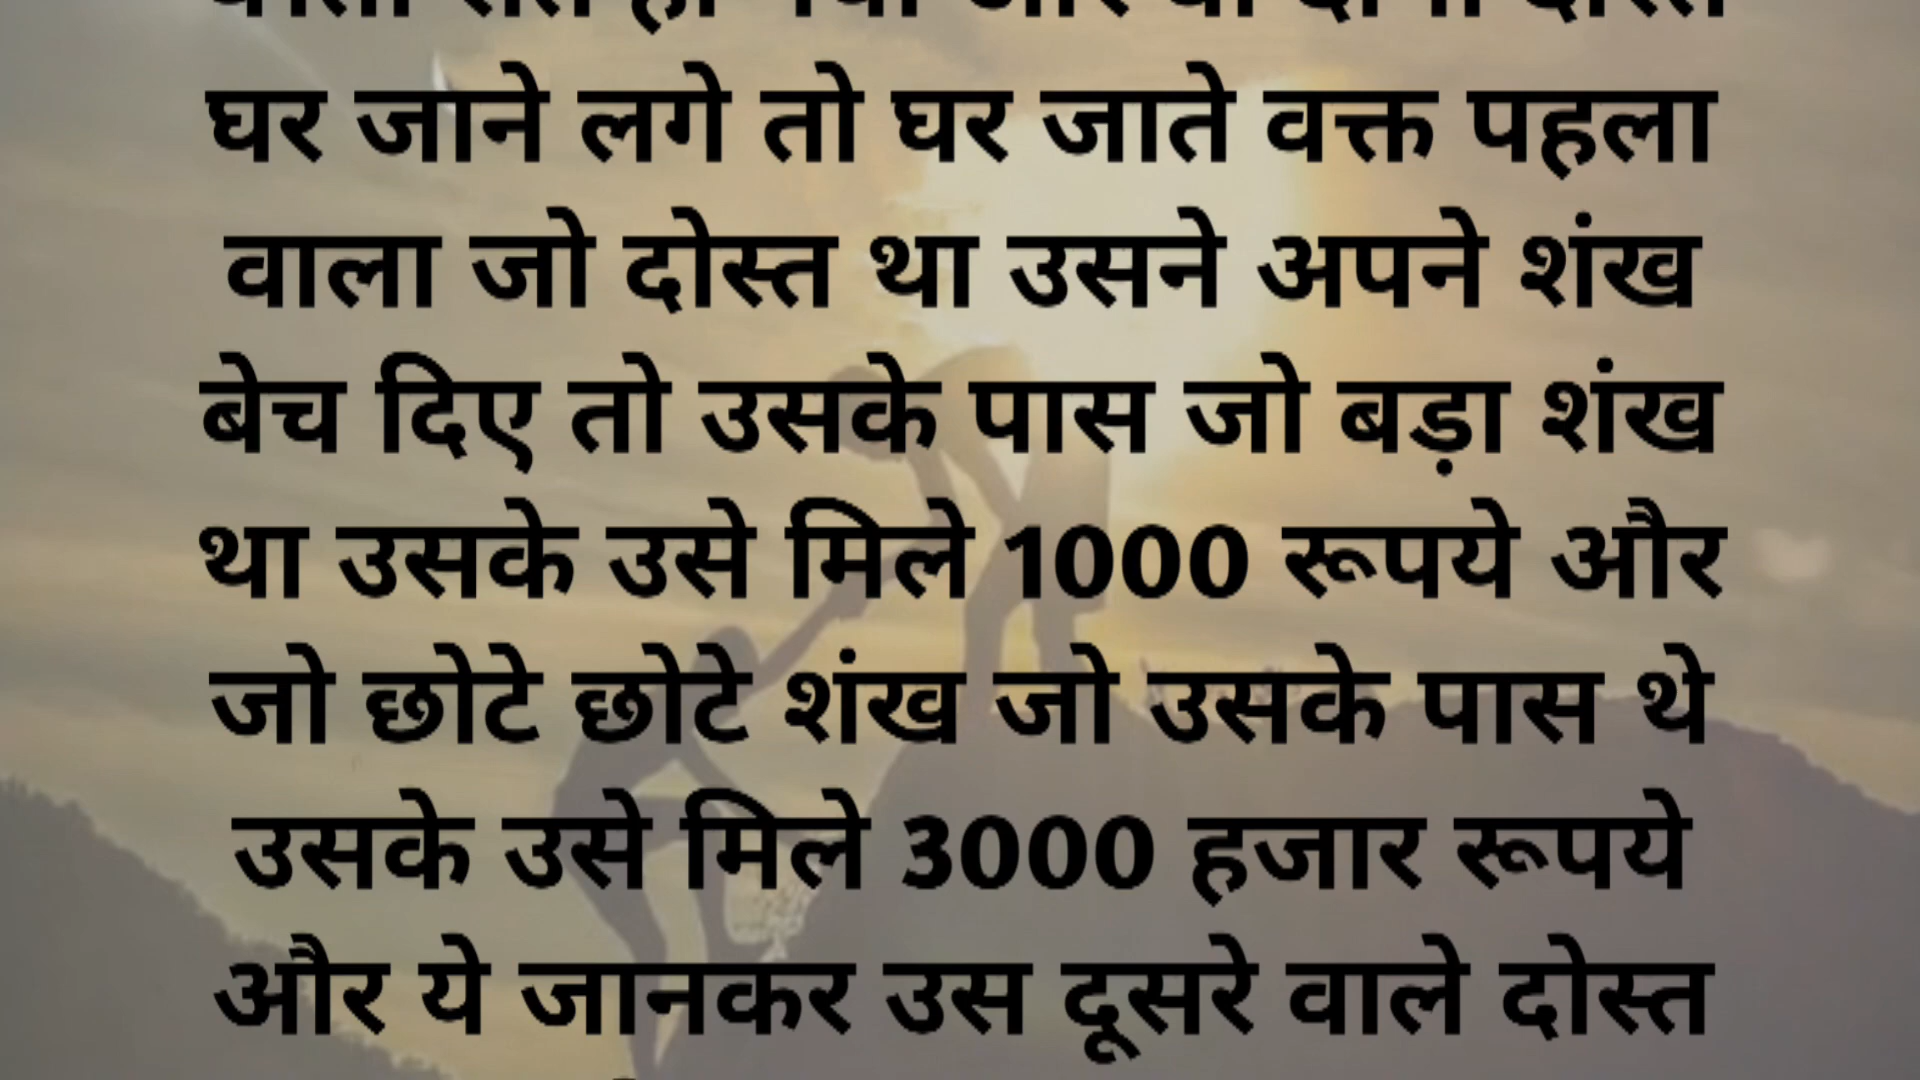 घर जाने लगे तो घर जाते वक्त पहला
वाला जो दोस्त था उसने अपने शंख
बेच दिए तो उसके पास जो बड़ा शंख
था उसके उसे मिले 1000 रूपये और
जो छोटे छोटे शंख जो उसके पास थे
उसके उसे मिले 3000 हजार रूपये
और ये जानकर उस दूसरे वाले दोस्त